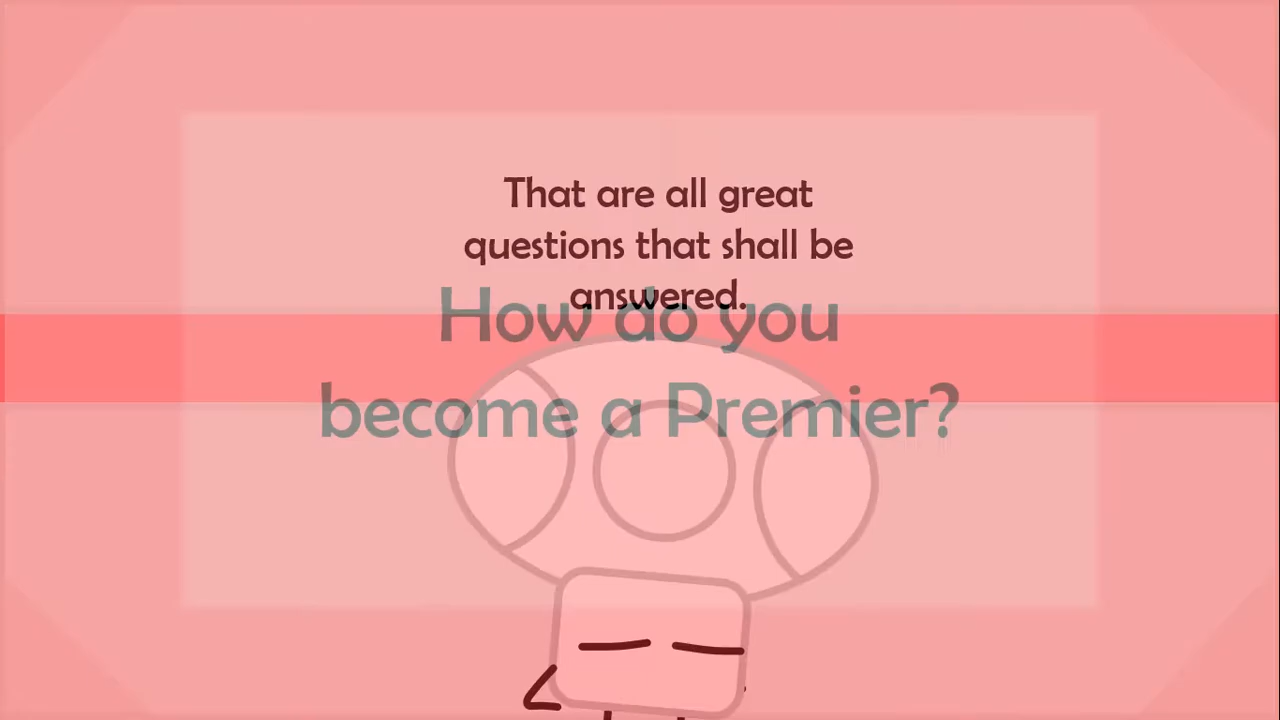 That are all great
questions that shall be
answered.
How do you
become a Premier?